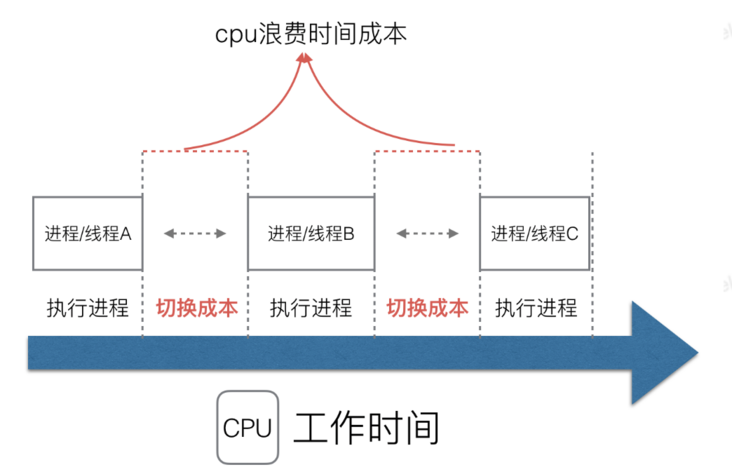 cpu浪费时间成本
进程/线程A
进程/线程B
进程/线程C
执行进程
切换成本
执行进程
切换成本
执行进程
CPU
工作时间